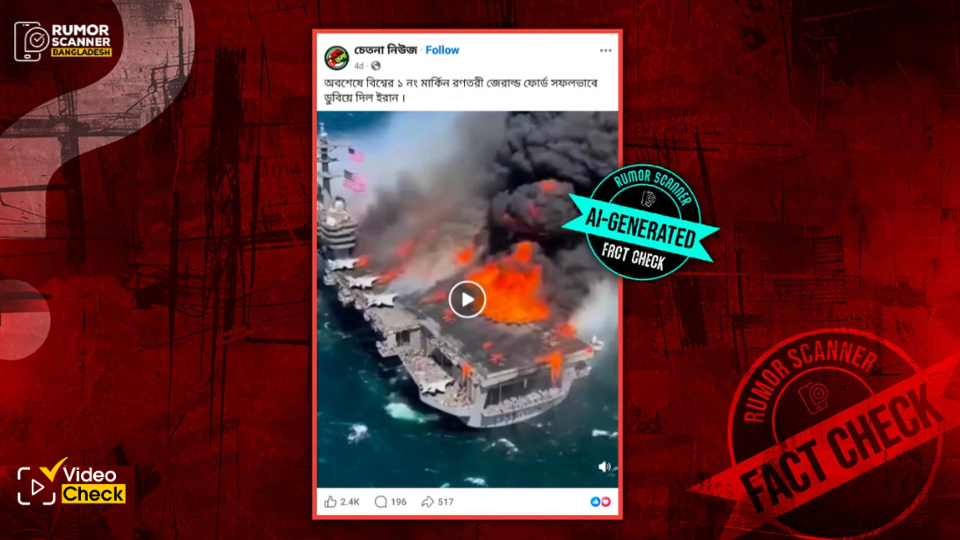 RUMOR
SCANNER
BANGLADESH
চেতনা নিউজ · Follow
4d ·
অবশেষে বিশ্বের ১ নং মার্কিন রণতরী জেরাল্ড ফোর্ড সফলভাবে
ডুবিয়ে দিল ইরান ।
RUMOR SCANNER
AI-GENERATED
FACT CHECK
2.4K 196 517
Video
Check
RUMOR SCANNER
FACT CHECK